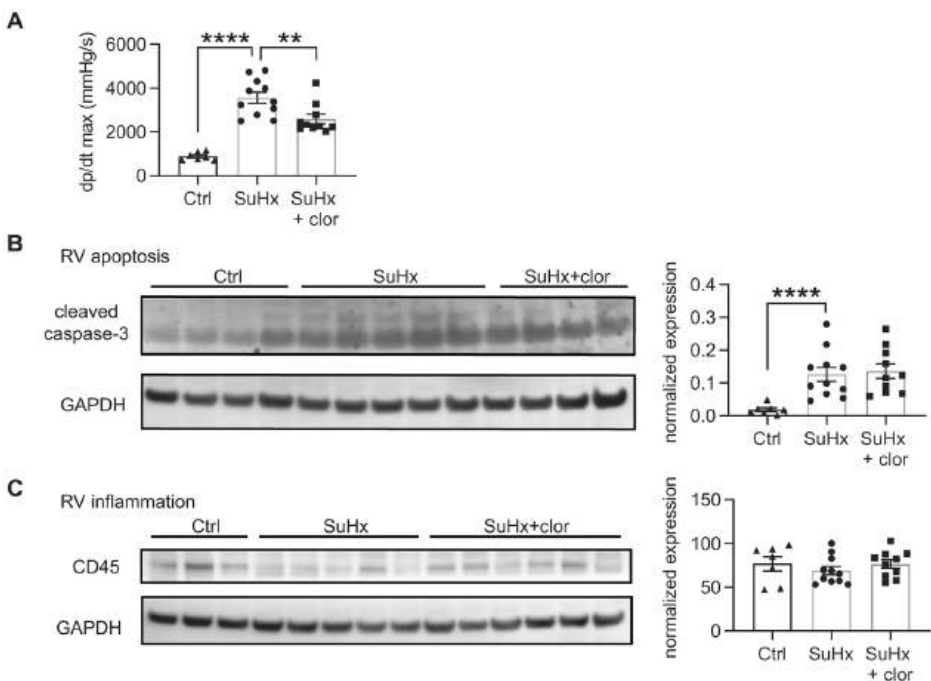 A
dp/dt max (mmHg/s)
6000
4000
2000
0
**** **
Ctrl SuHx SuHx
+ clor
B
RV apoptosis
Ctrl SuHx SuHx+clor
cleaved
caspase-3
GAPDH
normalized expression
0.4
0.3
0.2
0.1
0.0
****
Ctrl SuHx SuHx
+ clor
C
RV inflammation
Ctrl SuHx SuHx+clor
CD45
GAPDH
normalized expression
150
100
50
0
Ctrl SuHx SuHx
+ clor